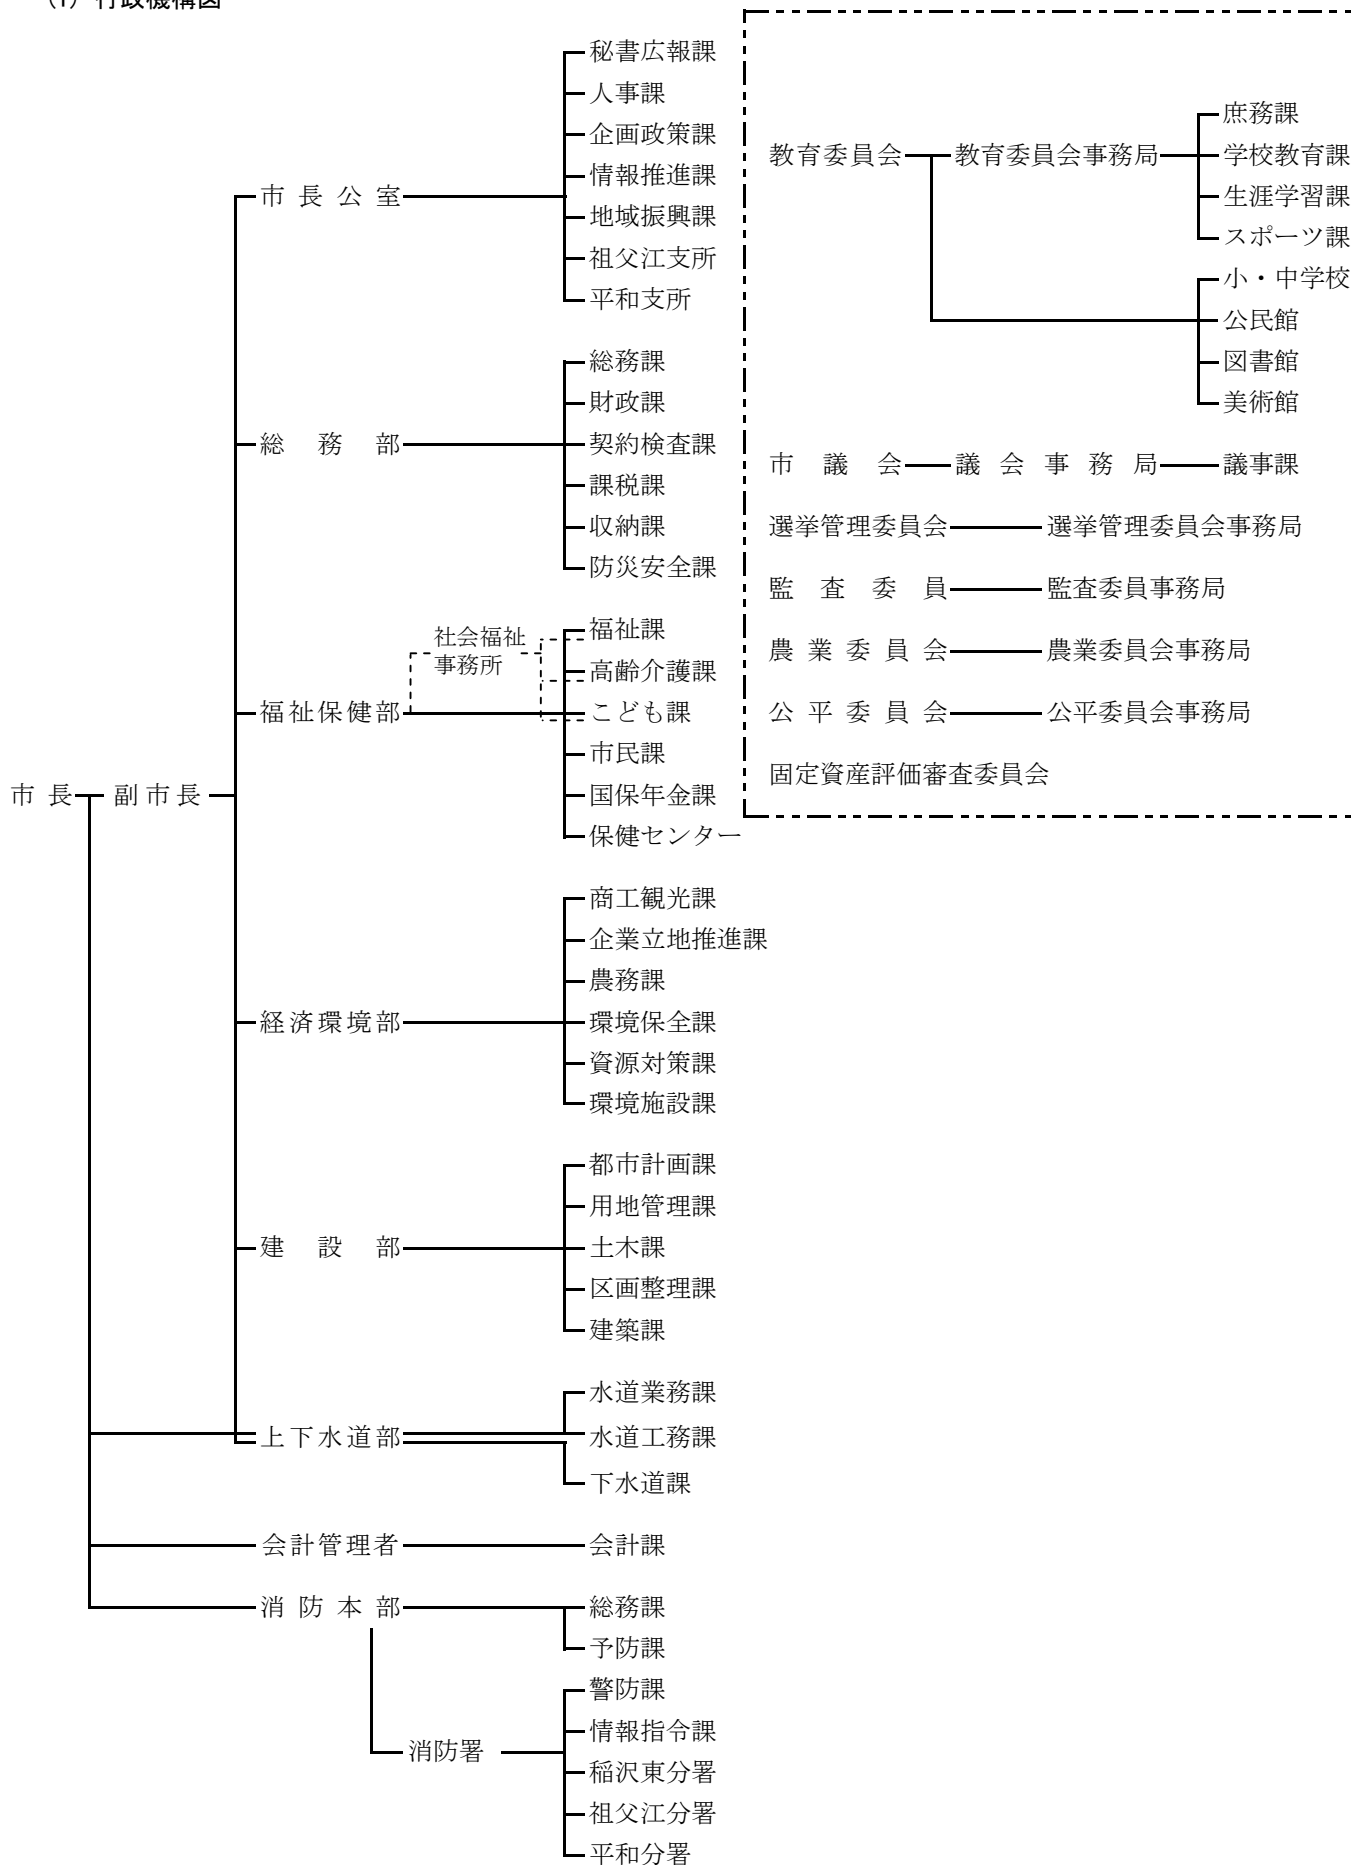 (1) 行政機構図
秘書広報課
人事課
企画政策課
情報推進課
市長公室
地域振興課
祖父江支所
平和支所
総務課
財政課
総務部
契約検査課
課税課
収納課
防災安全課
社会福祉
事務所
福祉課
高齢介護課
福祉保健部
こども課
市民課
市長
副市長
国保年金課
保健センター
商工観光課
企業立地推進課
農務課
経済環境部
環境保全課
資源対策課
環境施設課
都市計画課
用地管理課
建設部
土木課
区画整理課
建築課
水道業務課
上下水道部
水道工務課
下水道課
会計管理者
会計課
消防本部
総務課
予防課
警防課
情報指令課
消防署
稲沢東分署
祖父江分署
平和分署
庶務課
教育委員会
教育委員会事務局
学校教育課
生涯学習課
スポーツ課
小・中学校
公民館
図書館
美術館
市議会
議会事務局
議事課
選挙管理委員会
選挙管理委員会事務局
監査委員
監査委員事務局
農業委員会
農業委員会事務局
公平委員会
公平委員会事務局
固定資産評価審査委員会